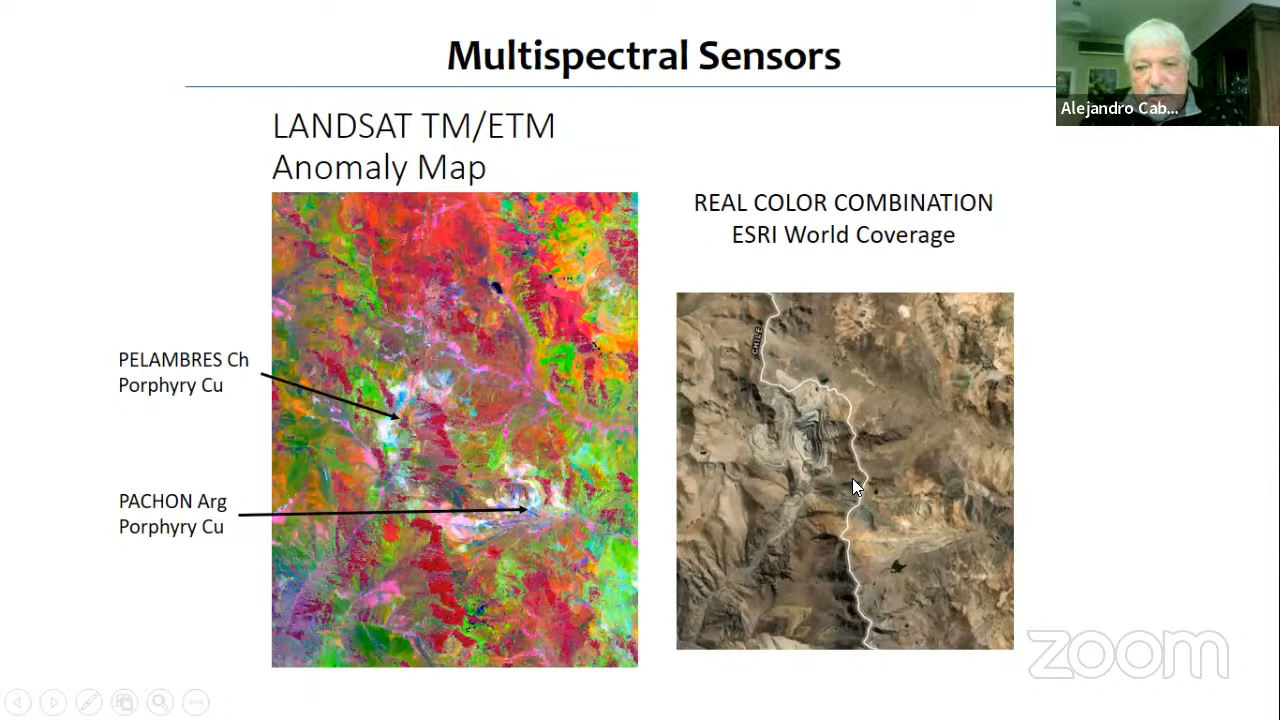 Multispectral Sensors
Alejandro Cab...
LANDSAT TM/ETM
Anomaly Map
REAL COLOR COMBINATION
ESRI World Coverage
PELAMBRES Ch
Porphyry Cu
PACHON Arg
Porphyry Cu
CHILE
zoom